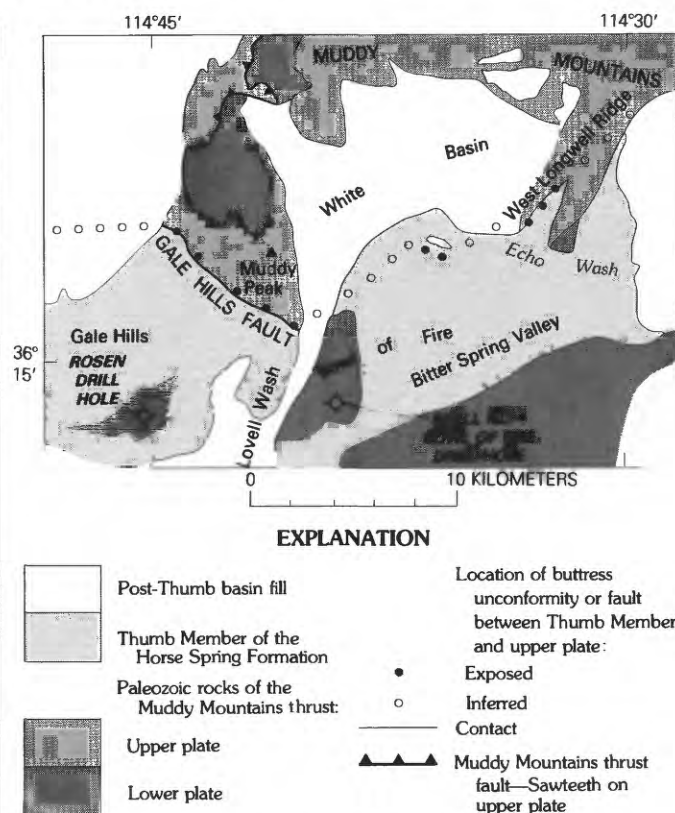 114°45'
114°30'
MUDDY
MOUNTAINS
West Longwell Ridge
Basin
White
Echo
Wash
Muddy
Peak
GALE HILLS FAULT
of Fire
Bitter Spring Valley
Gale Hills
36°
15'
ROSEN
DRILL
HOLE
Lovell Wash
0
10 KILOMETERS
EXPLANATION
Post-Thumb basin fill
Thumb Member of the
Horse Spring Formation
Paleozoic rocks of the
Muddy Mountains thrust:
Upper plate
Lower plate
Location of buttress
unconformity or fault
between Thumb Member
and upper plate:
Exposed
Inferred
Contact
Muddy Mountains thrust
fault—Sawteeth on
upper plate